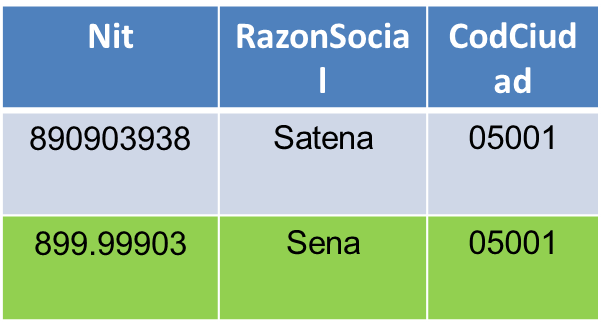 Nit RazonSocia CodCiud
l ad
890903938 Satena 05001
899.99903 Sena 05001